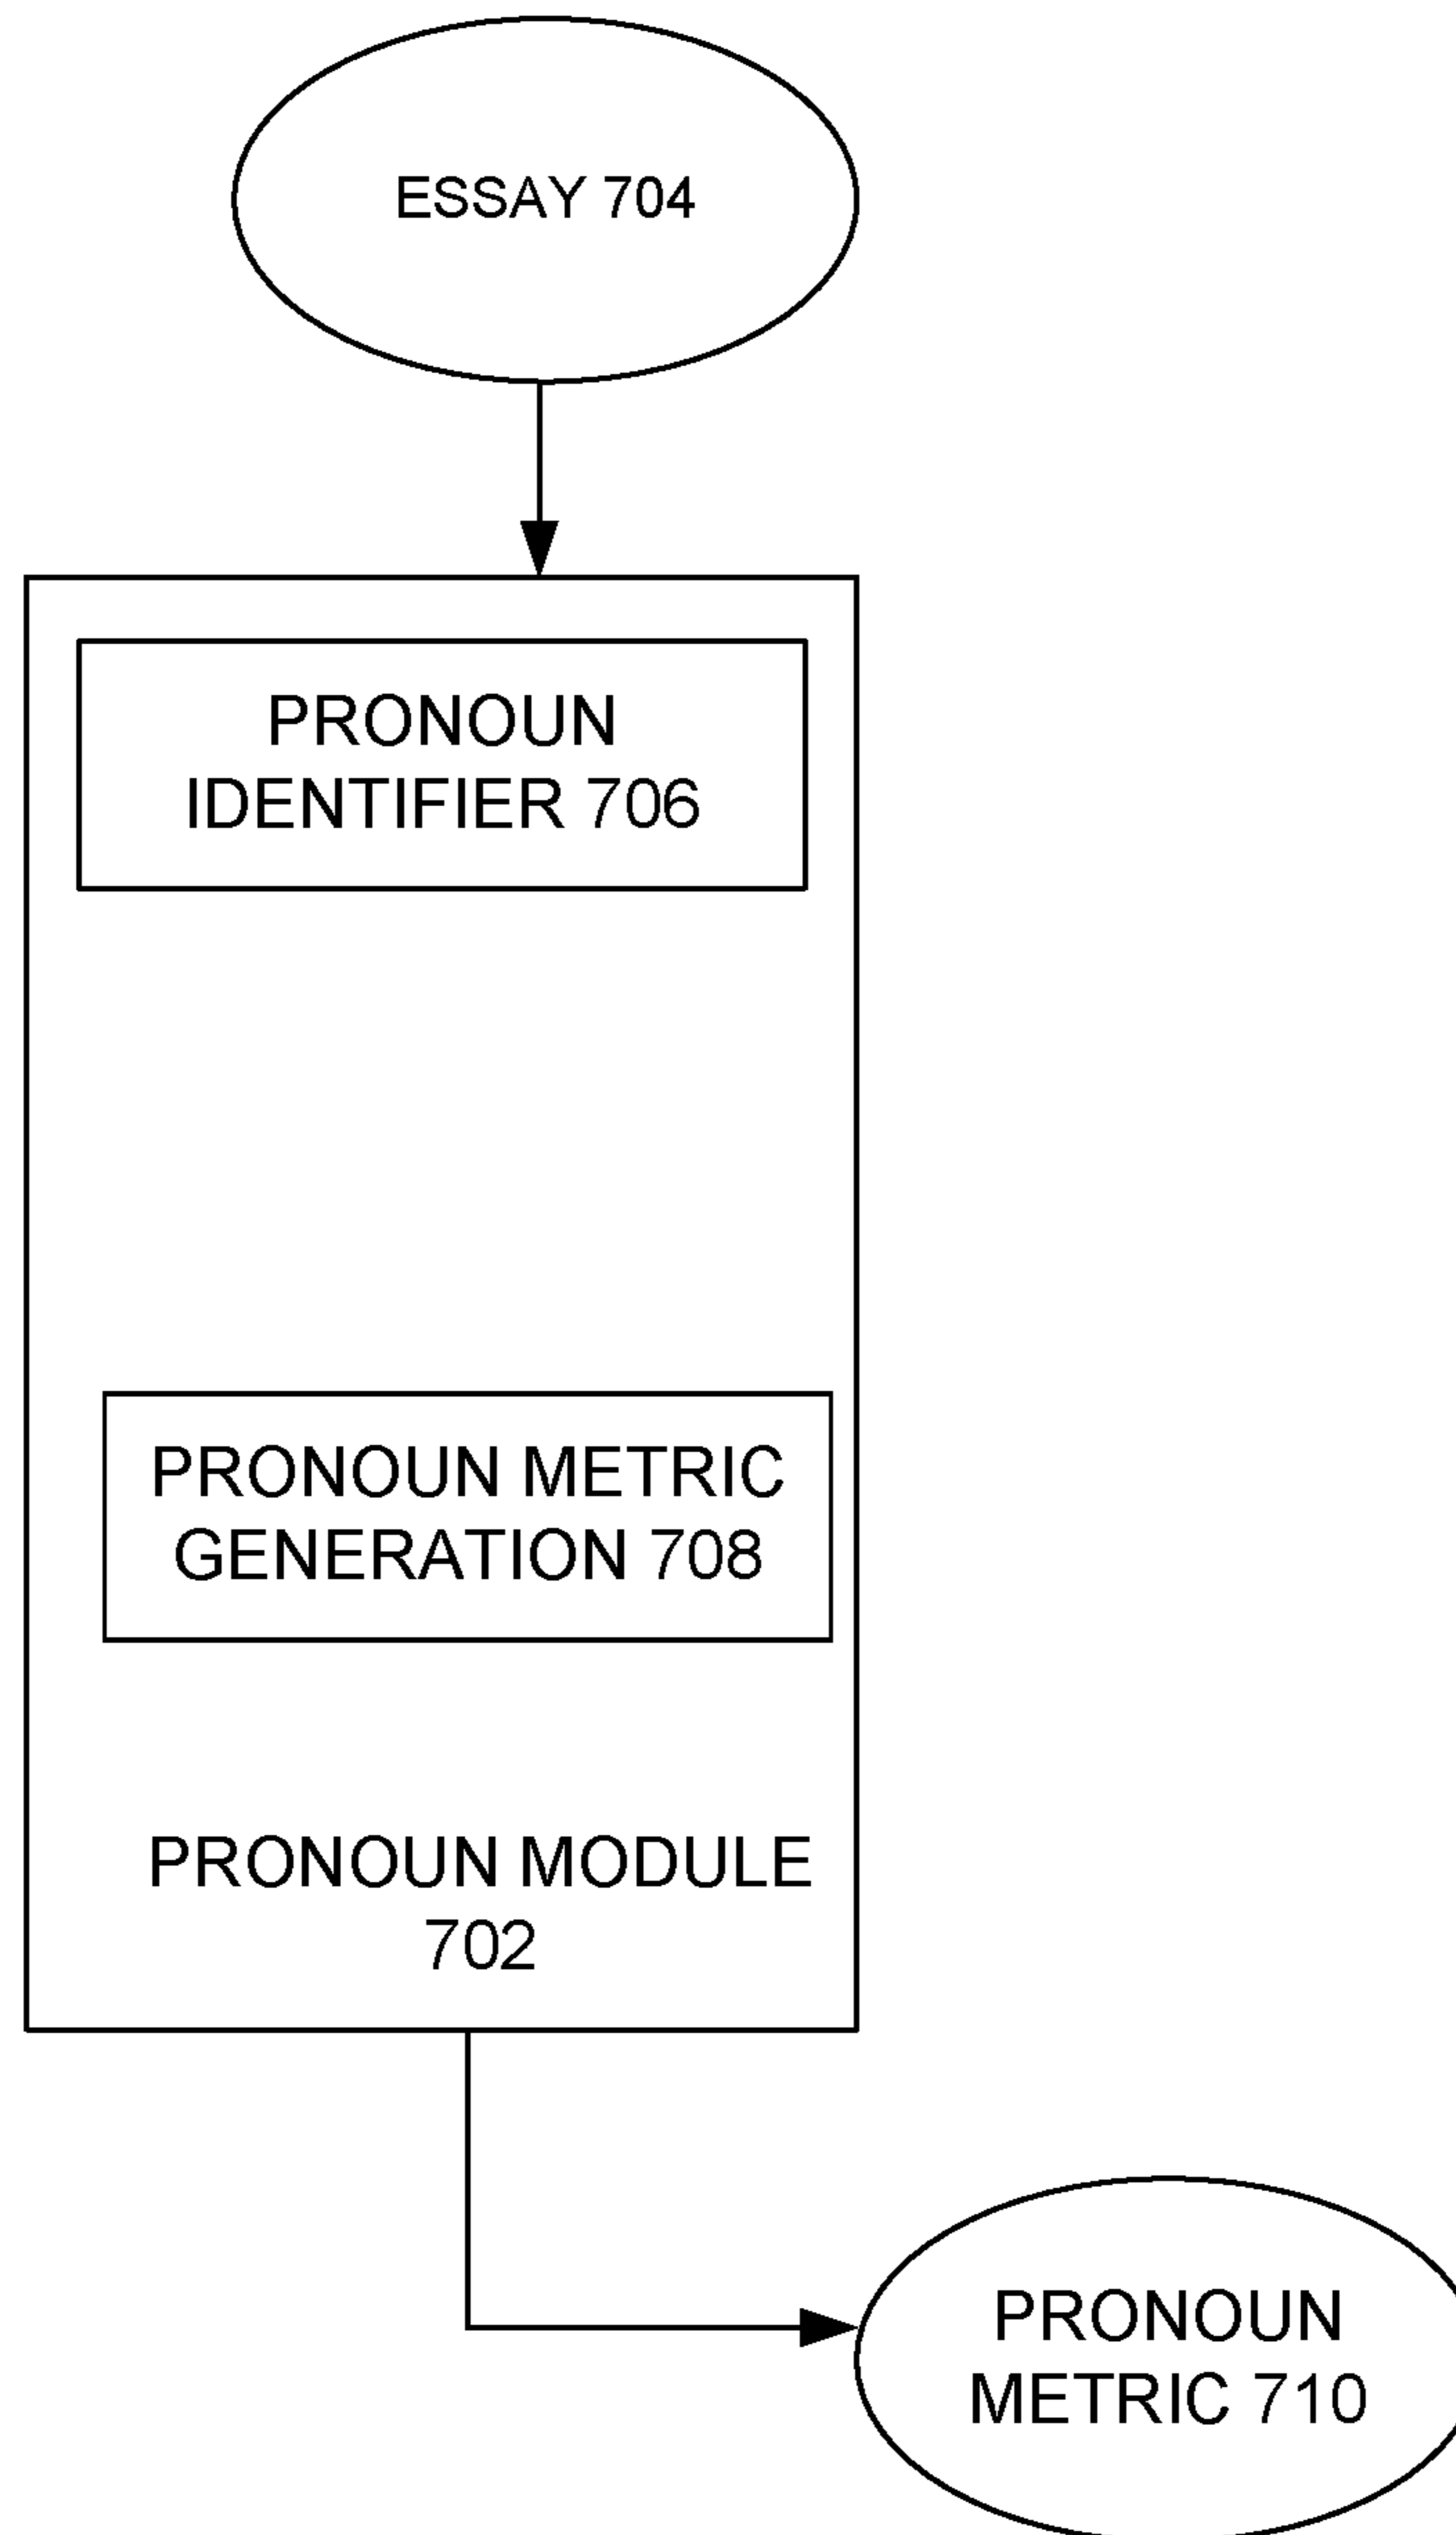 ESSAY 704
PRONOUN
IDENTIFIER 706
PRONOUN METRIC
GENERATION 708
PRONOUN MODULE
702
PRONOUN
METRIC 710